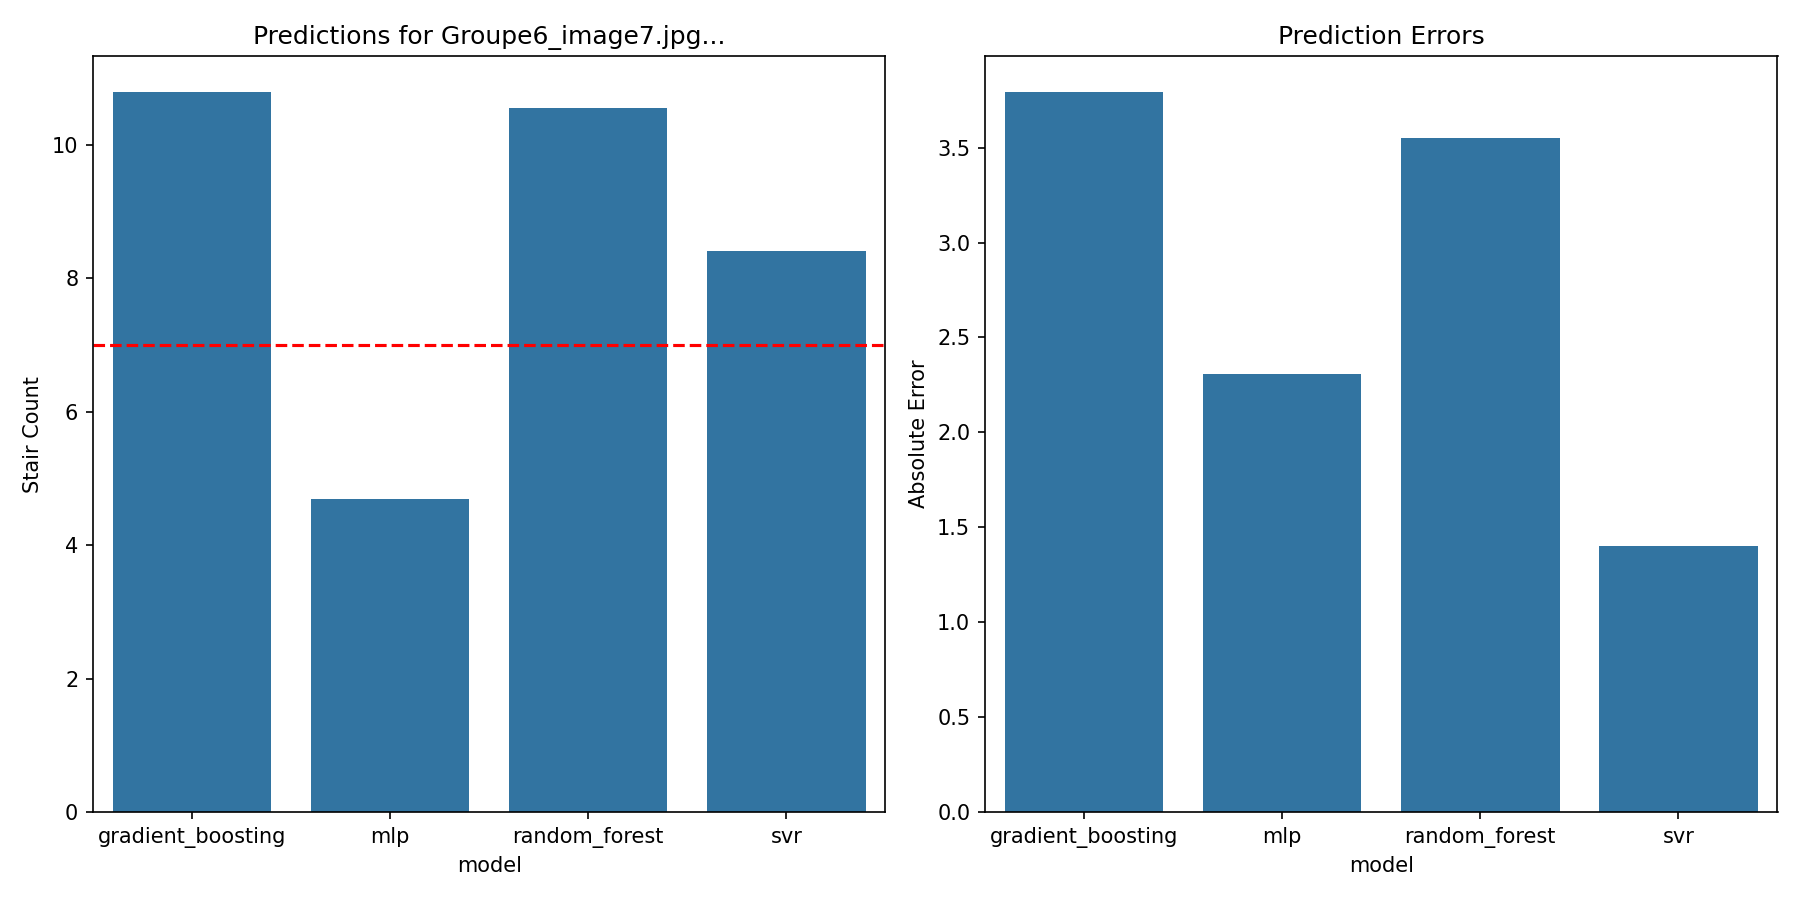 Predictions for Groupe6_image7.jpg...
Stair Count
10
8
6
4
2
0
gradient_boosting mlp random_forest svr
model
Prediction Errors
Absolute Error
3.5
3.0
2.5
2.0
1.5
1.0
0.5
0.0
gradient_boosting mlp random_forest svr
model